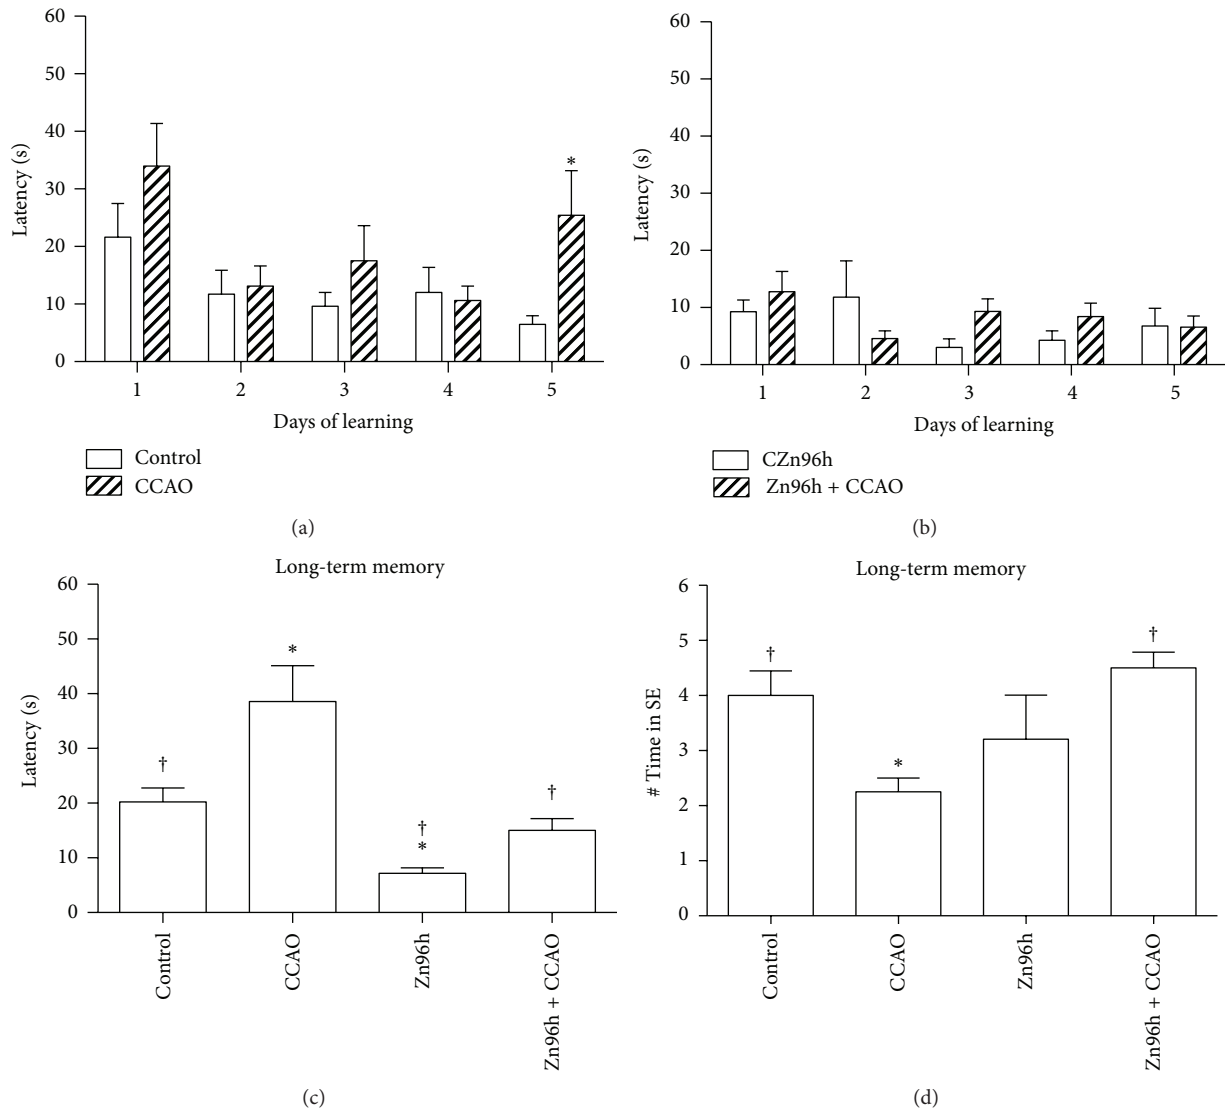 60
50
40
30
20
10
0
Latency (s)
*
1 2 3 4 5
Days of learning
Control
CCAO
(a)
60
50
40
30
20
10
0
Latency (s)
1 2 3 4 5
Days of learning
CZn96h
Zn96h + CCAO
(b)
Long-term memory
60
50
40
30
20
10
0
Latency (s)
†
*
†
*
†
Control
CCAO
Zn96h
Zn96h + CCAO
(c)
Long-term memory
6
5
4
3
2
1
0
# Time in SE
†
*
†
Control
CCAO
Zn96h
Zn96h + CCAO
(d)